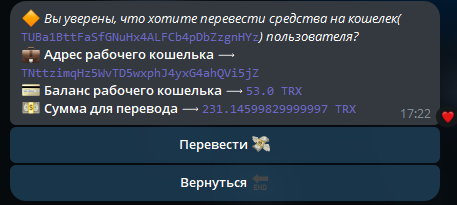 🔶 Вы уверены, что хотите перевести средства на кошелек(
TUBa1BttFaSfGNuHx4ALFCb4pDbZzgnHYz) пользователя?
💼 Адрес рабочего кошелька ⟶
TNttzimqHz5WvTD5wxphJ4yxG4ahQVi5jZ
💳 Баланс рабочего кошелька ⟶ 53.0 TRX
💵 Сумма для перевода ⟶ 231.14599829999997 TRX
17:22
Перевести 💸
Вернуться 🔚